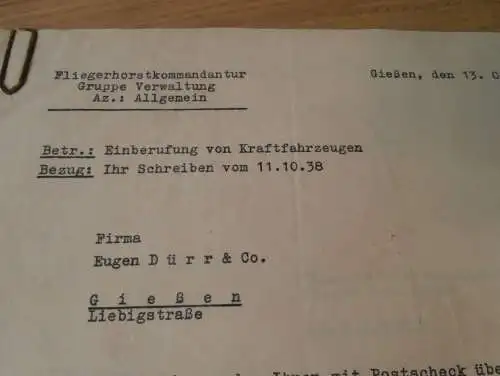 Fliegerhorstkommandantur
Gruppe Verwaltung
Az.: Allgemein
Gießen, den 13.
Betr.: Einberufung von Kraftfahrzeugen
Bezug: Ihr Schreiben vom 11.10.38
Firma
Eugen D ü r r & Co.
G i e ß e n
Liebigstraße
Ihnen mit Postscheck